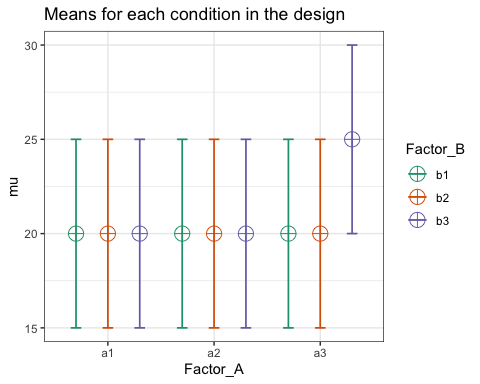 Means for each condition in the design
30
25
20
15
mu
a1
a2
a3
Factor_A
Factor_B
b1
b2
b3